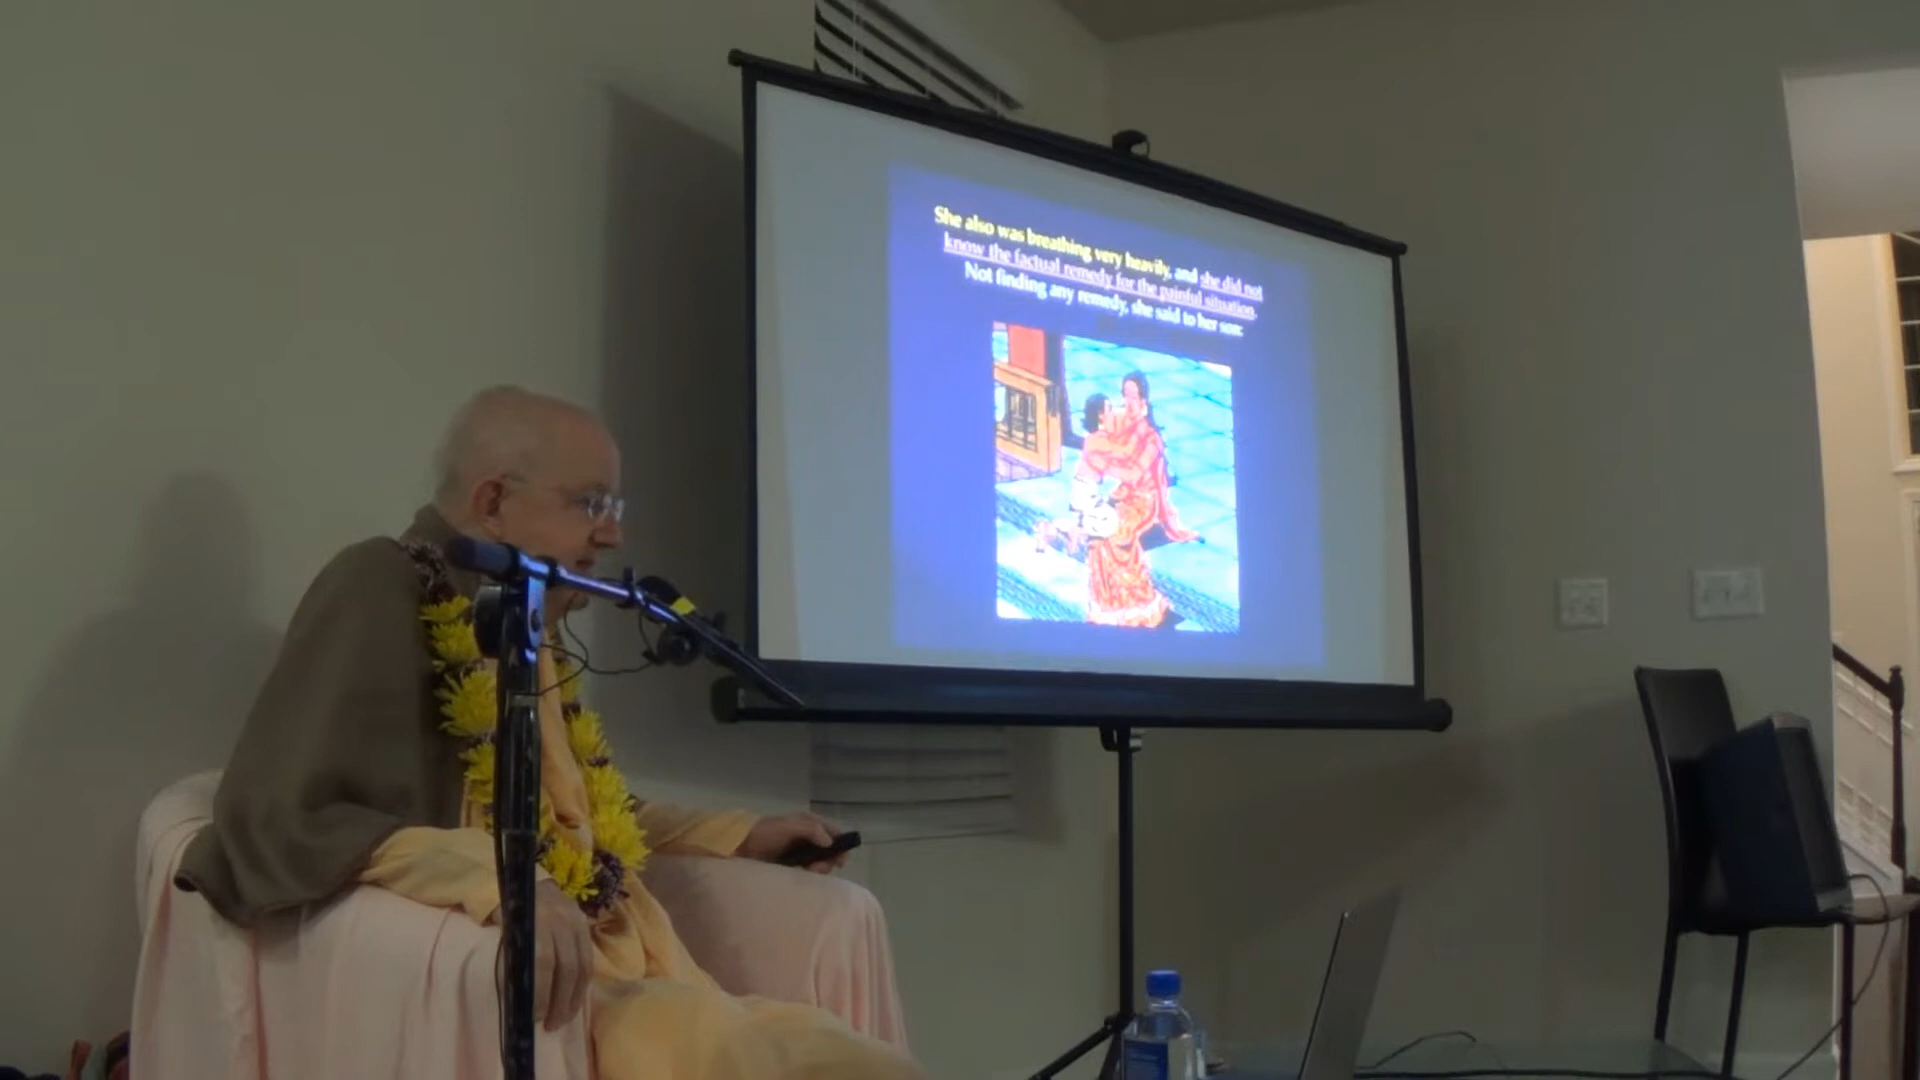 She also was breathing very heavily, and she did not
know the factual remedy for the painful situation.
Not finding any remedy, she said to her son: